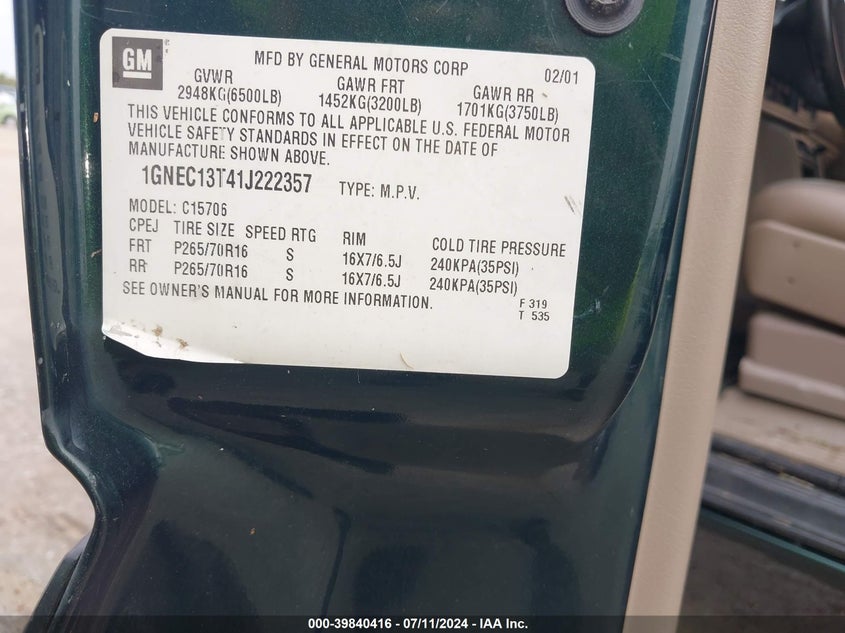 GM
MFD BY GENERAL MOTORS CORP 02/01
GVWR GAWR FRT GAWR RR
2948KG(6500LB) 1452KG(3200LB) 1701KG(3750LB)
THIS VEHICLE CONFORMS TO ALL APPLICABLE U.S. FEDERAL MOTOR
VEHICLE SAFETY STANDARDS IN EFFECT ON THE DATE OF
MANUFACTURE SHOWN ABOVE.
1GNEC13T41J222357 TYPE: M.P.V.
MODEL: C15706
CPEJ TIRE SIZE SPEED RTG RIM COLD TIRE PRESSURE
FRT P265/70R16 S 16X7/6.5J 240KPA(35PSI)
RR P265/70R16 S 16X7/6.5J 240KPA(35PSI)
SEE OWNER'S MANUAL FOR MORE INFORMATION.
F 319
T 535
000-39840416 - 07/11/2024 - IAA Inc.